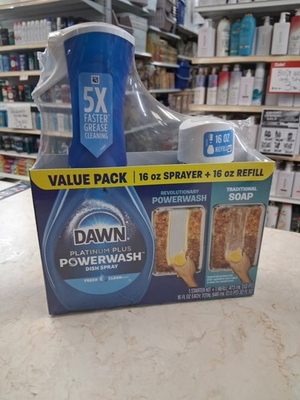 5X
FASTER
GREASE
CLEANING
16 OZ
REFILL
VALUE PACK | 16 oz SPRAYER + 16 oz REFILL
REVOLUTIONARY
POWERWASH
TRADITIONAL
SOAP
DAWN
PLATINUM PLUS
POWERWASH
DISH SPRAY
FRESH